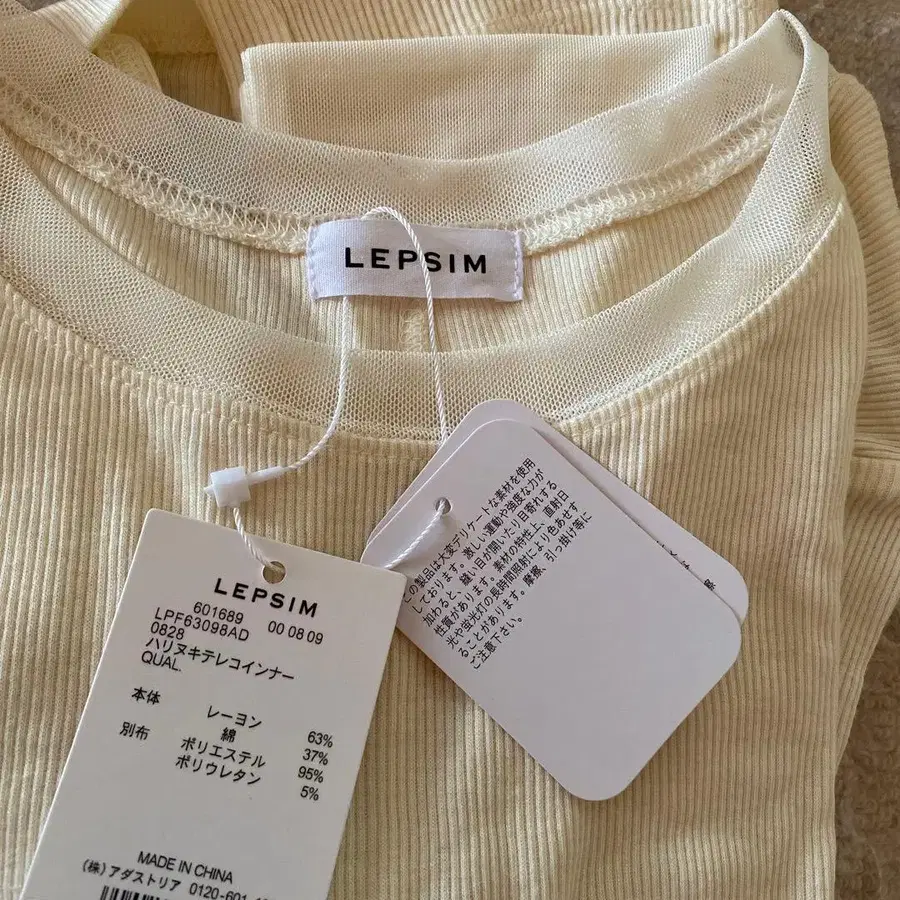 LEPSIM
LEPSIM
601689 00 08 09
LPF63098AD
0828
ハリヌキテレコインナー
QUAL.
本体 レーヨン 63%
綿 37%
別布 ポリエステル 95%
ポリウレタン 5%
MADE IN CHINA
(株)アダストリア 0120-601-
この製品は大変デリケートな素材を使用
しております。激しい運動や強度な力が
加わると、縫い目が開いたり目寄れする
性質があります。素材の特性上、直射日
光や蛍光灯の長時間照射により色あせす
ることがあります。摩擦、引っ掛け等に
ご注意下さい。